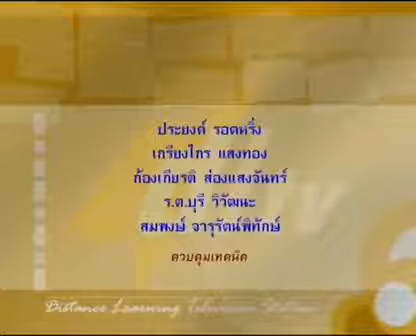 ประยงค์ รอดหริ่ง
เกรียงไกร แสงทอง
ก้องเกียรติ ส่องแสงจันทร์
ร.ต.บุรี วิวัฒนะ
สมพงษ์ จารุรัตน์พิทักษ์
ควบคุมเทคนิค
Distance Learning Television Station